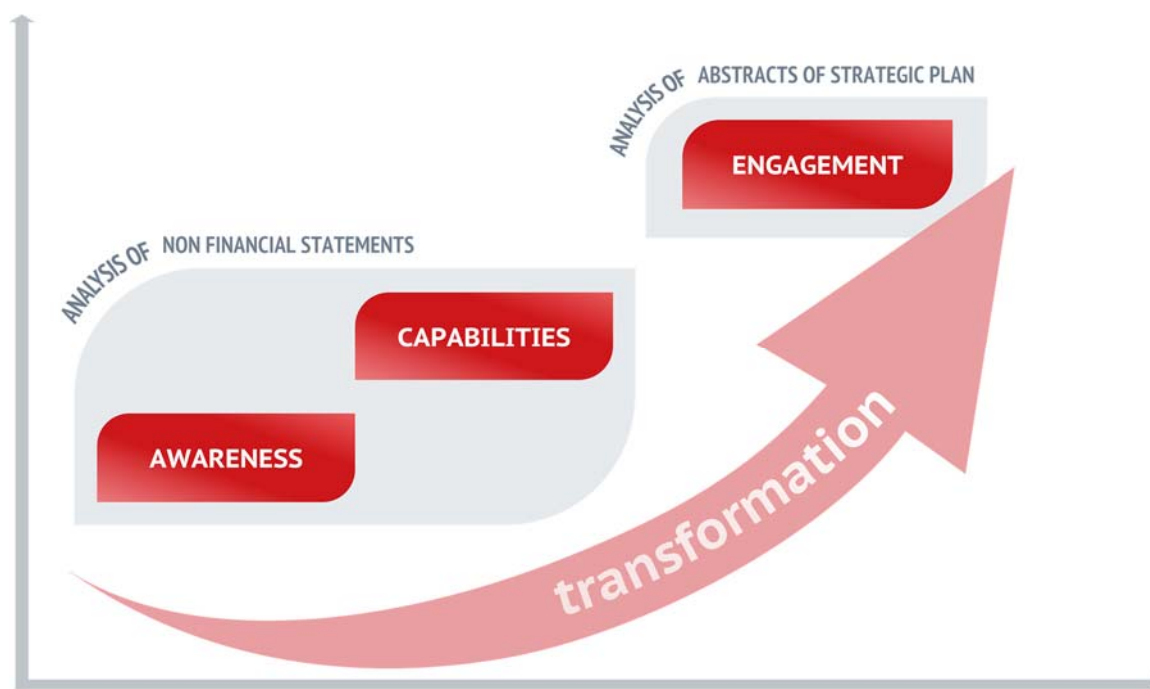 ANALYSIS OF ABSTRACTS OF STRATEGIC PLAN
ENGAGEMENT
ANALYSIS OF NON FINANCIAL STATEMENTS
CAPABILITIES
AWARENESS
transformation